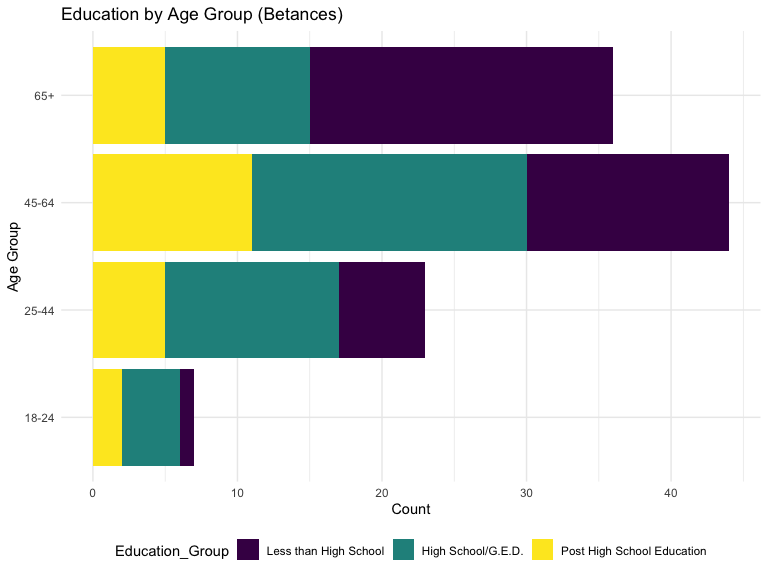 Education by Age Group (Betances)
Age Group
65+
45-64
25-44
18-24
0 10 20 30 40
Count
Education_Group Less than High School High School/G.E.D. Post High School Education